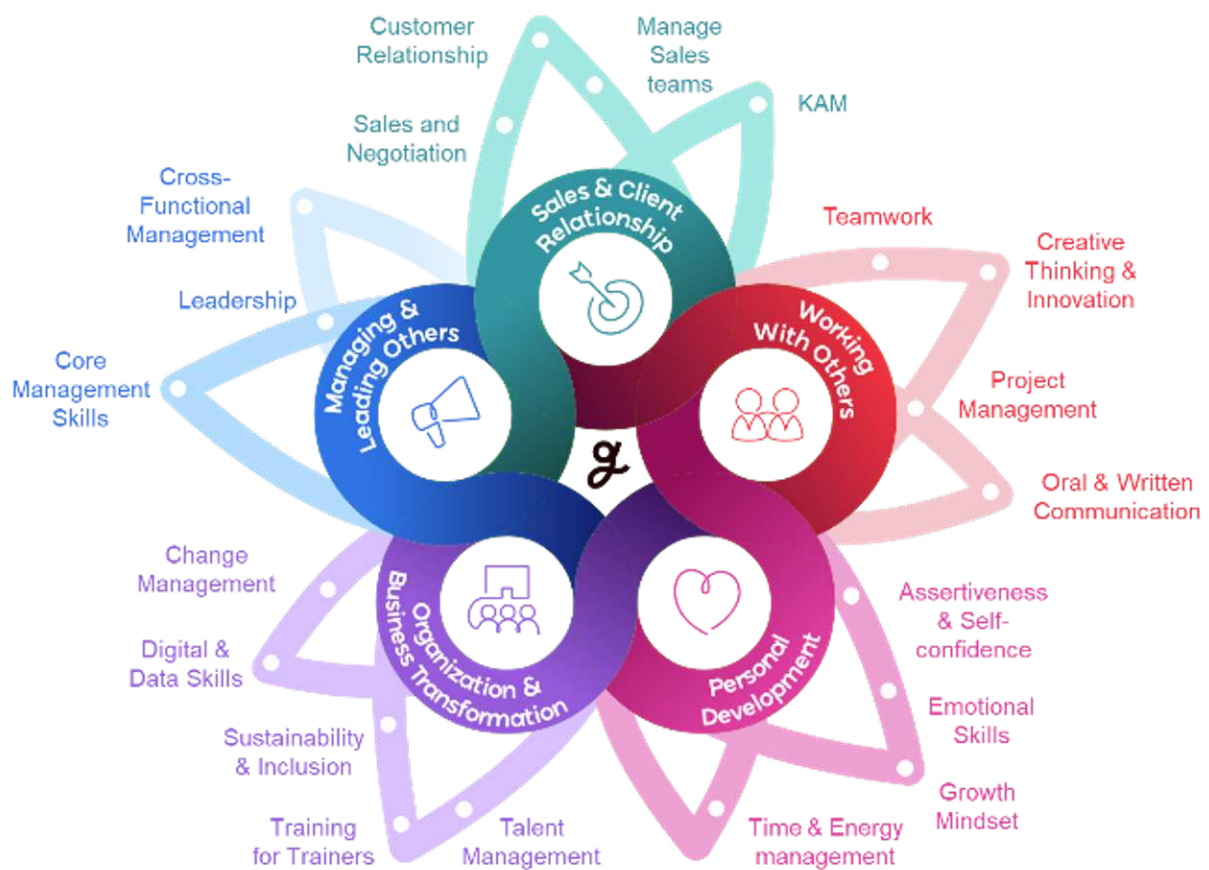 Customer
Relationship
Manage
Sales
teams
KAM
Sales and
Negotiation
Sales & Client
Relationship
Cross-
Functional
Management
Leadership
Core
Management
Skills
Managing &
Leading Others
Teamwork
Creative
Thinking &
Innovation
Project
Management
Oral & Written
Communication
Working
With Others
g
Change
Management
Digital &
Data Skills
Sustainability
& Inclusion
Training
for Trainers
Talent
Management
Organization &
Business Transformation
Personal
Development
Assertiveness
& Self-
confidence
Emotional
Skills
Growth
Mindset
Time & Energy
management